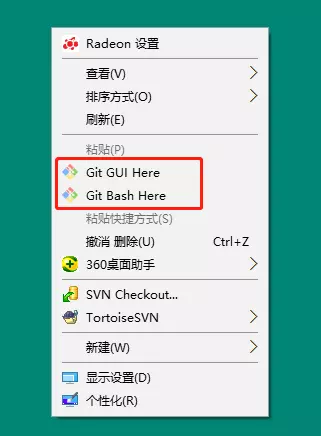 Radeon 设置
查看(V)
排序方式(O)
刷新(E)
粘贴(P)
Git GUI Here
Git Bash Here
粘贴快捷方式(S)
撤消 删除(U) Ctrl+Z
360桌面助手
SVN Checkout...
TortoiseSVN
新建(W)
显示设置(D)
个性化(R)